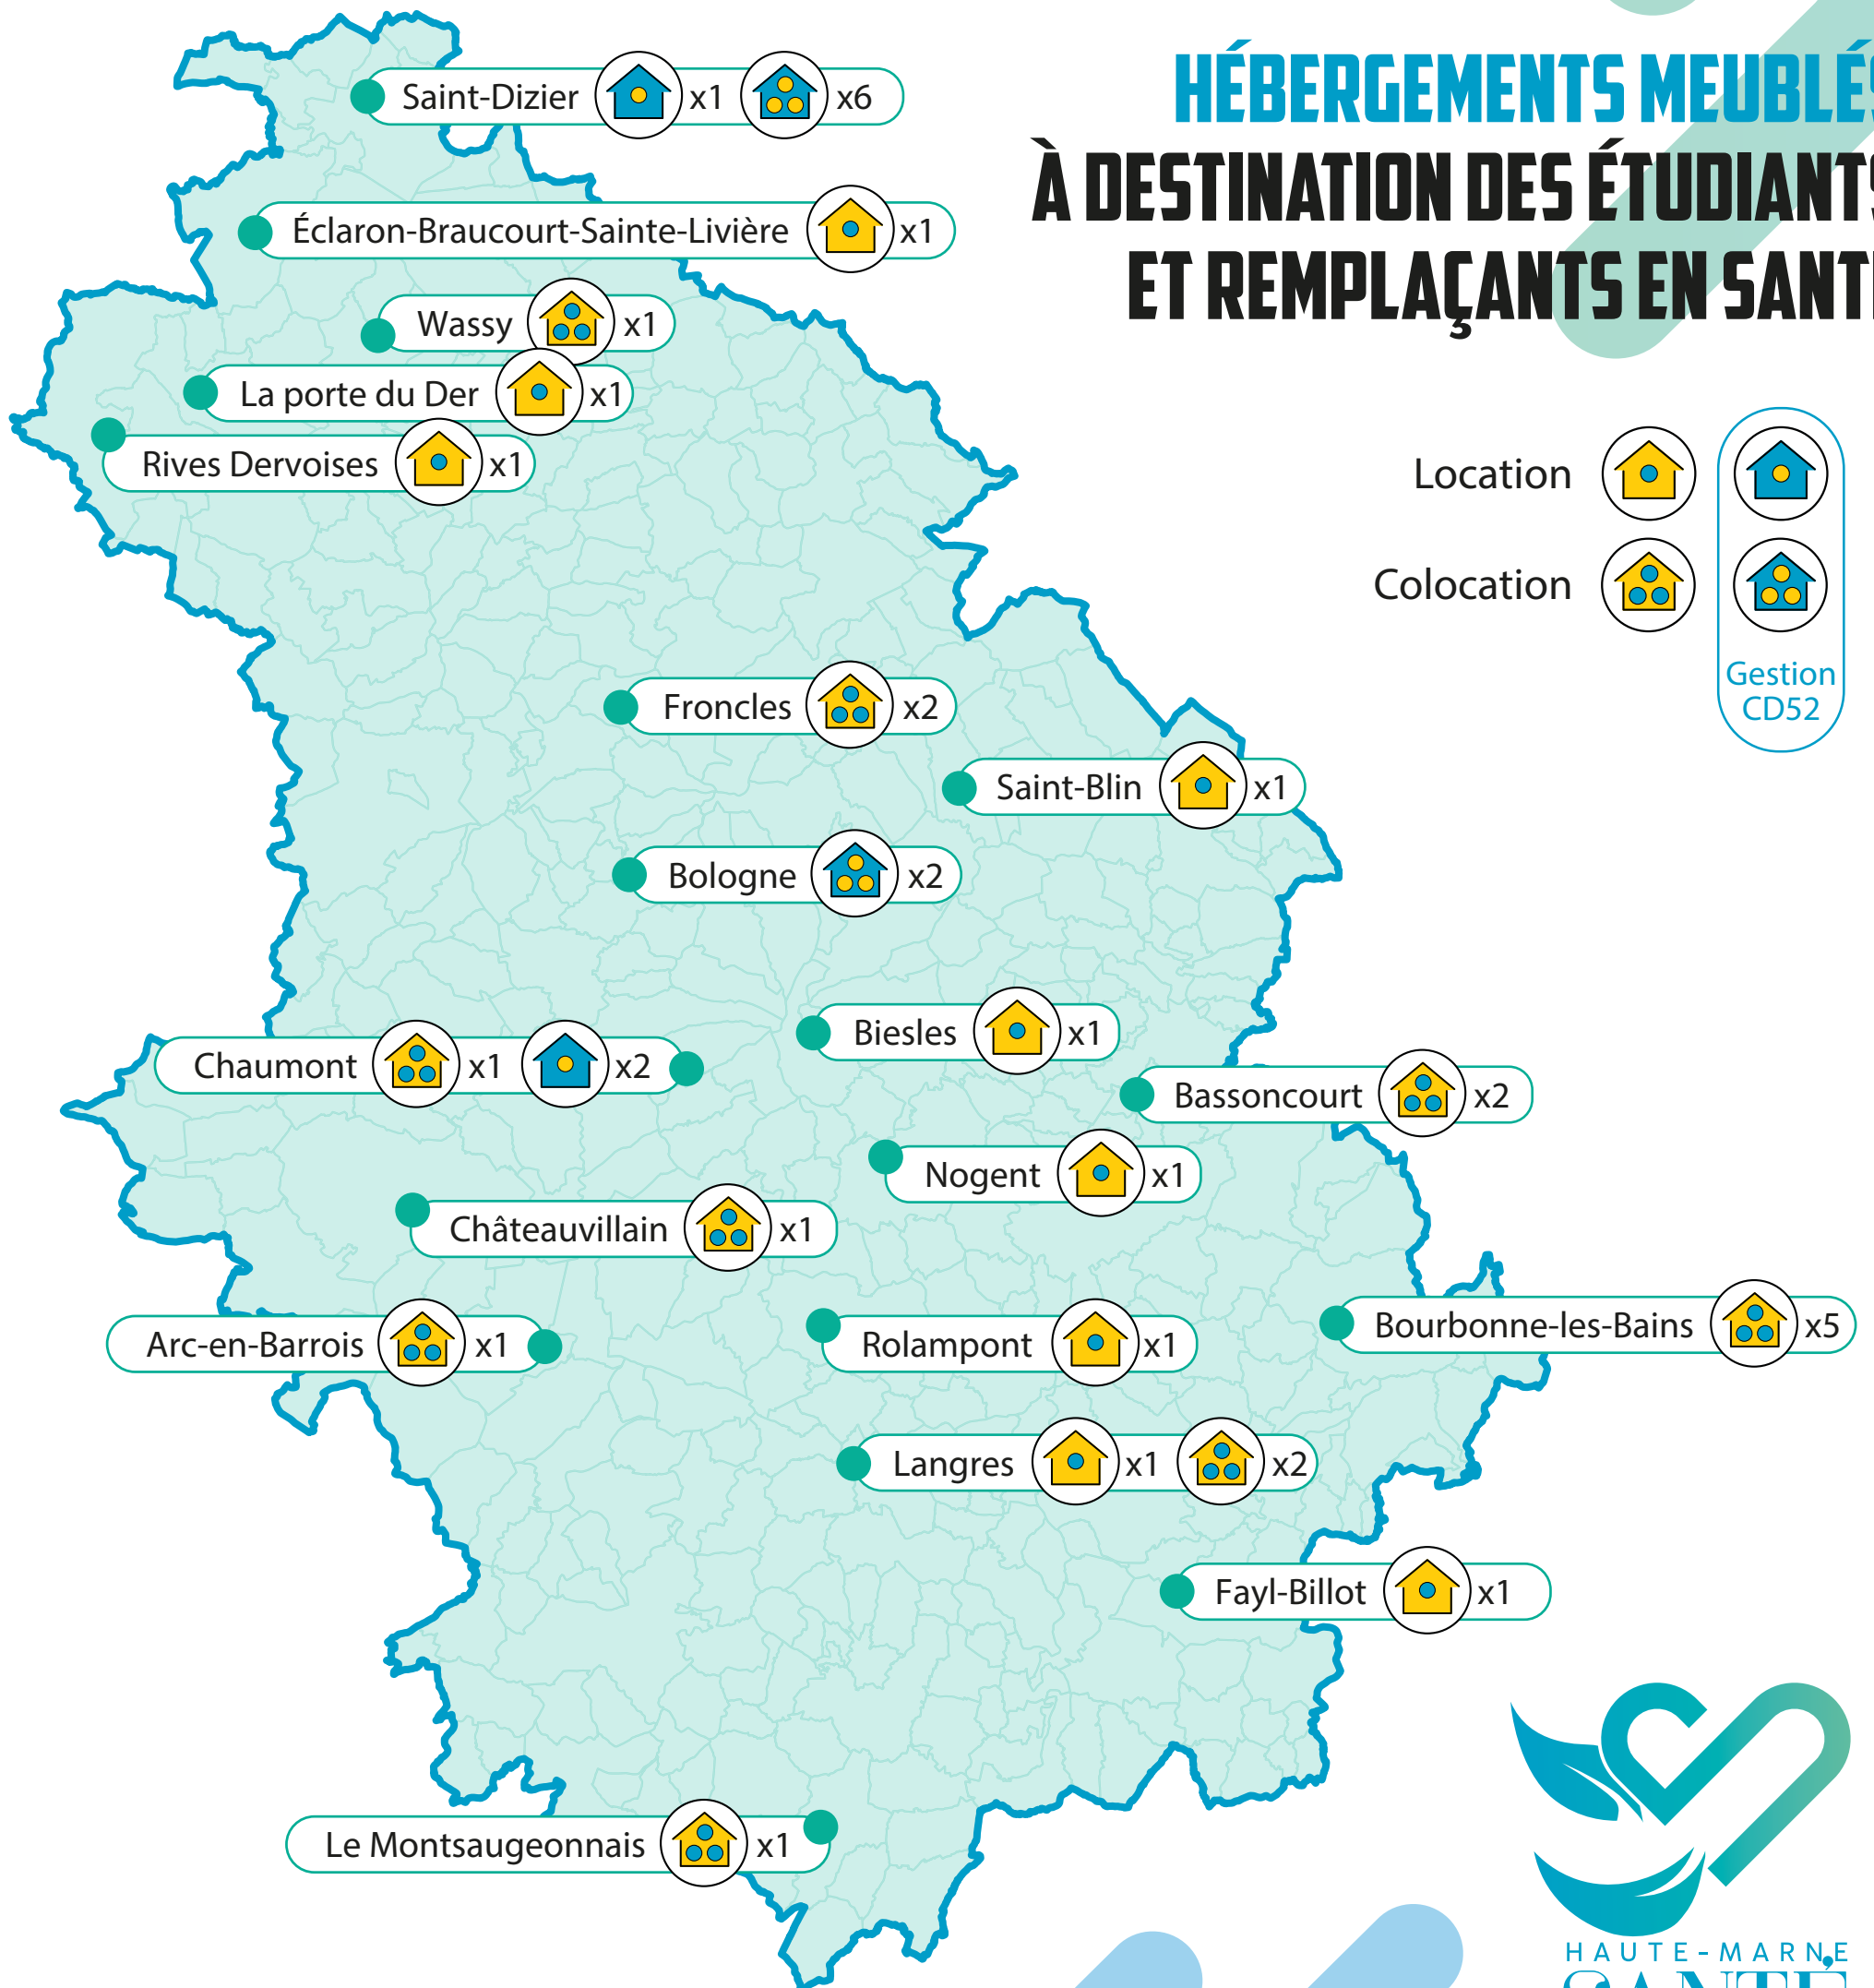 HÉBERGEMENTS MEUBLÉS
À DESTINATION DES ÉTUDIANTS
ET REMPLAÇANTS EN SANTÉ
Saint-Dizier x1 x6
Éclaron-Braucourt-Sainte-Livière x1
Wassy x1
La porte du Der x1
Rives Dervoises x1
Location
Colocation
Gestion
CD52
Froncles x2
Saint-Blin x1
Bologne x2
Biesles x1
Chaumont x1 x2
Bassoncourt x2
Nogent x1
Châteauvillain x1
Arc-en-Barrois x1
Rolampont x1
Bourbonne-les-Bains x5
Langres x1 x2
Fayl-Billot x1
Le Montsaugeonnais x1
HAUTE-MARNE
SANTÉ